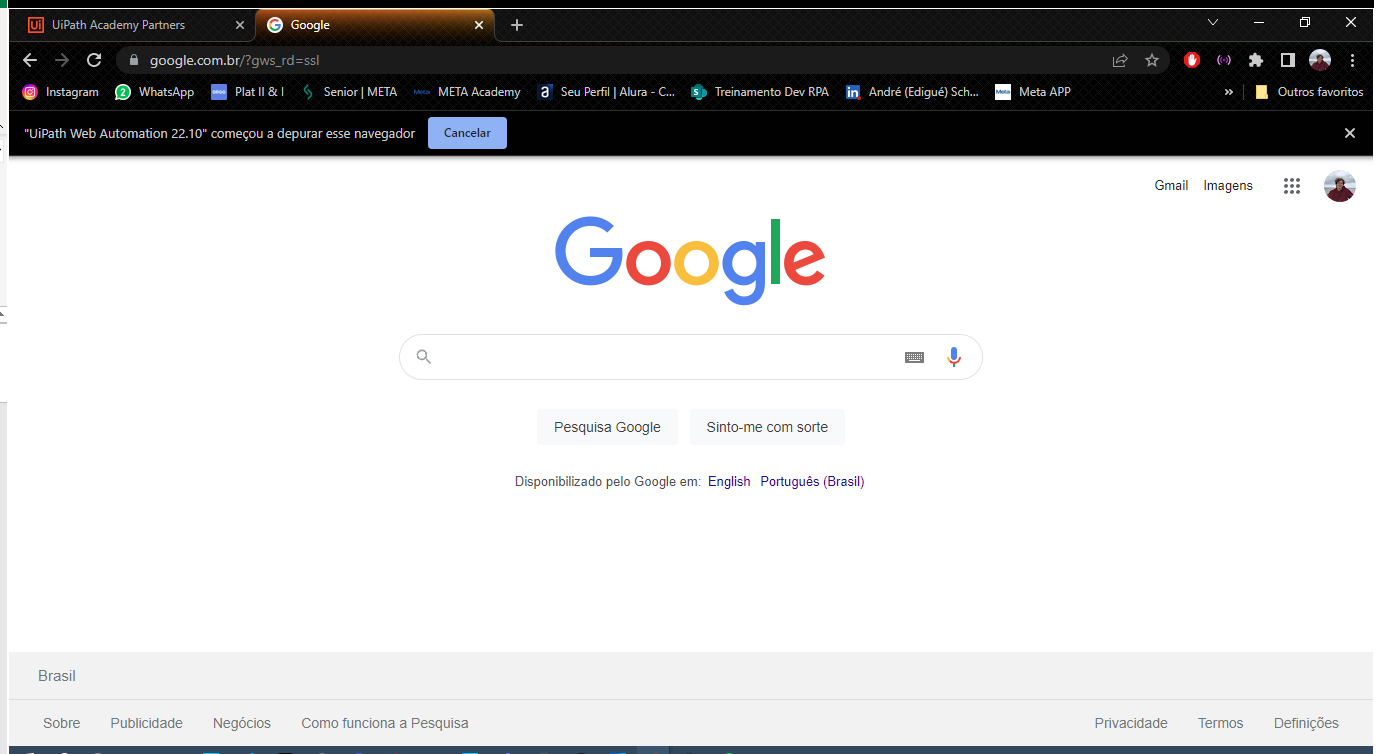 UiPath Academy Partners
Google
google.com.br/?gws_rd=ssl
Instagram WhatsApp Plat II & I Senior | META META Academy Seu Perfil | Alura - C... Treinamento Dev RPA André (Edigué) Sch... Meta APP » Outros favoritos
"UiPath Web Automation 22.10" começou a depurar esse navegador Cancelar
Gmail Imagens
Google
Pesquisa Google Sinto-me com sorte
Disponibilizado pelo Google em: English Português (Brasil)
Brasil
Sobre Publicidade Negócios Como funciona a Pesquisa Privacidade Termos Definições